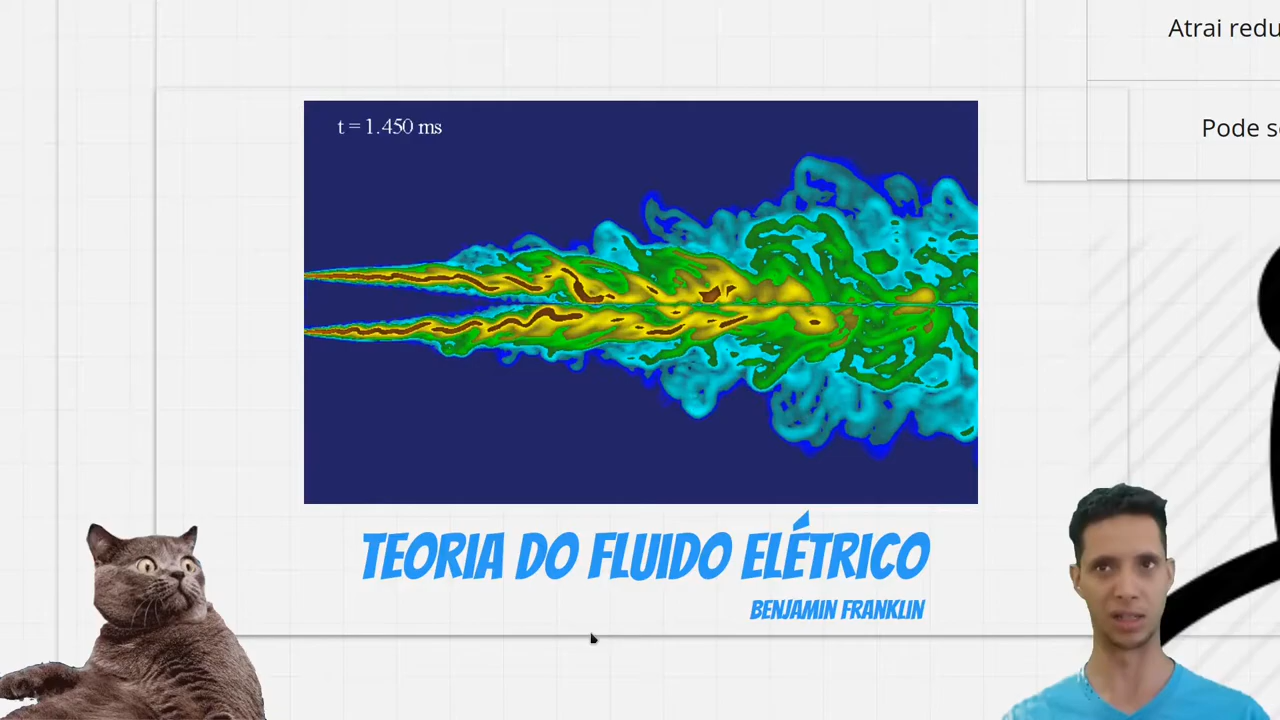 Atrai redu
t = 1.450 ms
Pode s
TEORIA DO FLUIDO ELÉTRICO
BENJAMIN FRANKLIN